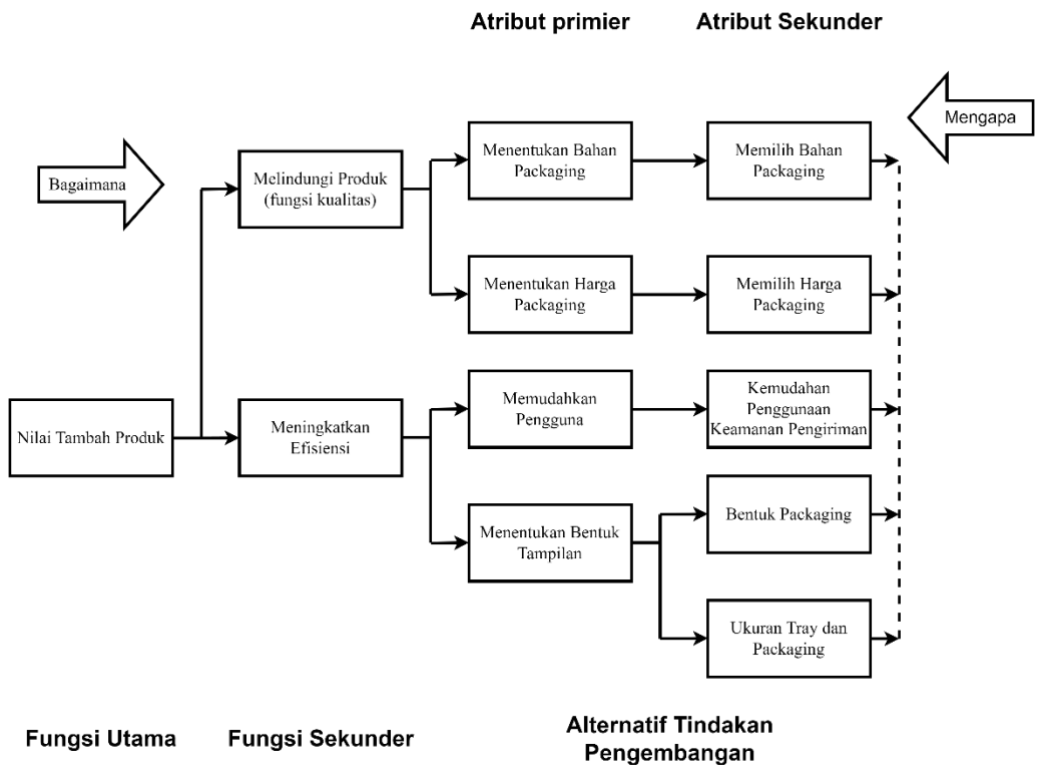 Atribut primier
Atribut Sekunder
Mengapa
Bagaimana
Menentukan Bahan
Packaging
Memilih Bahan
Packaging
Melindungi Produk
(fungsi kualitas)
Menentukan Harga
Packaging
Memilih Harga
Packaging
Nilai Tambah Produk
Meningkatkan
Efisiensi
Memudahkan
Pengguna
Kemudahan
Penggunaan
Keamanan Pengiriman
Menentukan Bentuk
Tampilan
Bentuk Packaging
Ukuran Tray dan
Packaging
Fungsi Utama
Fungsi Sekunder
Alternatif Tindakan
Pengembangan